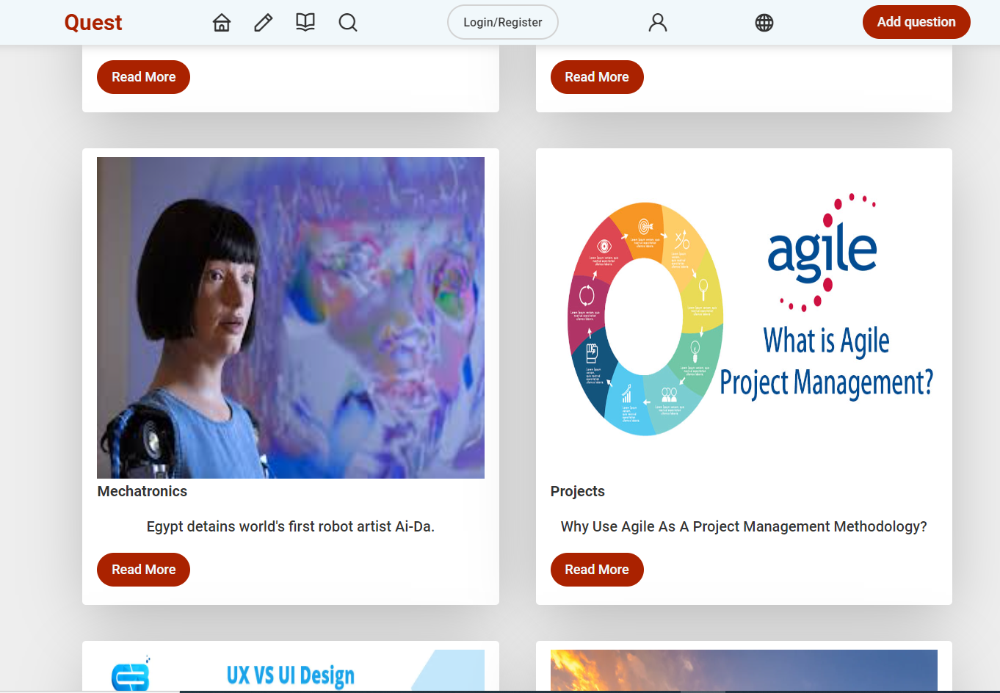 Quest
Login/Register
Add question
Read More
Read More
agile
What is Agile
Project Management?
Mechatronics
Projects
Egypt detains world's first robot artist Ai-Da.
Why Use Agile As A Project Management Methodology?
Read More
Read More
UX VS UI Design